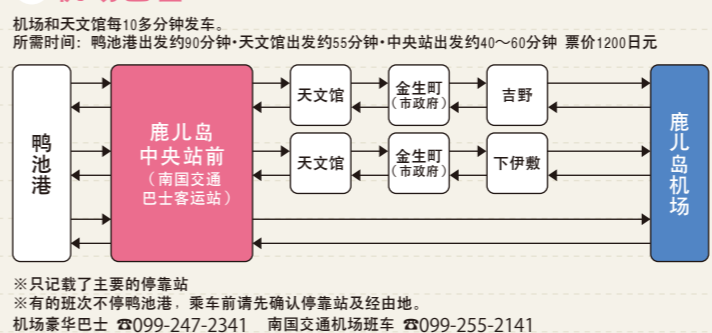 机场和天文馆每10多分钟发车。
所需时间：鸭池港出发约90分钟·天文馆出发约55分钟·中央站出发约40～60分钟 票价1200日元
鸭池港
鹿儿岛
中央站前
（南国交通
巴士客运站）
天文馆
金生町
（市政府）
吉野
天文馆
金生町
（市政府）
下伊敷
鹿儿岛机场
※只记载了主要的停靠站
※有的班次不停鸭池港，乘车前请先确认停靠站及经由地。
机场豪华巴士 ☎099-247-2341 南国交通机场班车 ☎099-255-2141